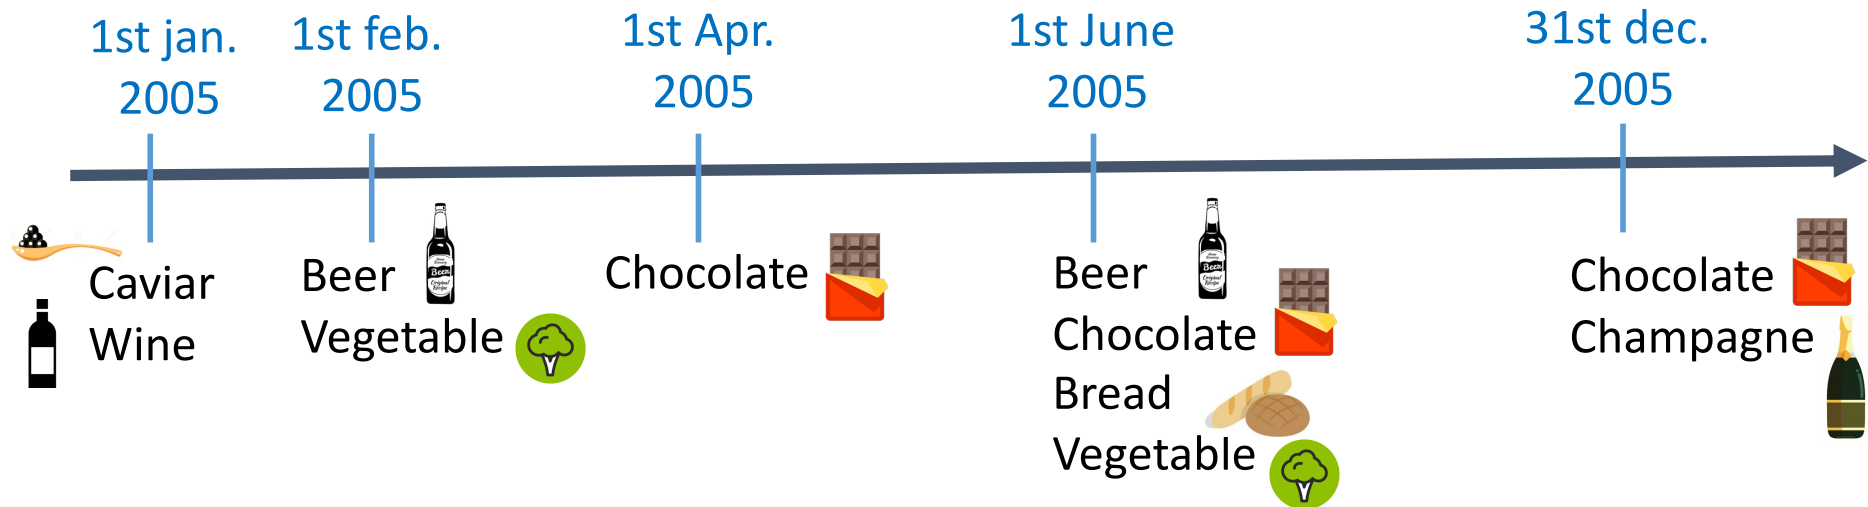 1st jan.
2005
1st feb.
2005
1st Apr.
2005
1st June
2005
31st dec.
2005
Caviar
Wine
Beer
Vegetable
Chocolate
Beer
Chocolate
Bread
Vegetable
Chocolate
Champagne